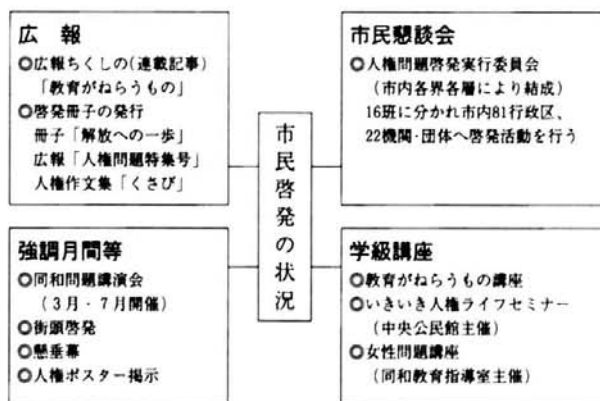 広報
◎広報ちくしの(連載記事)
「教育がねらうもの」
◎啓発冊子の発行
冊子「解放への一歩」
広報「人権問題特集号」
人権作文集「くさび」
市民懇談会
◎人権問題啓発実行委員会
(市内各界各層により結成)
16班に分かれ市内81行政区、
22機関・団体へ啓発活動を行う
市民啓発の状況
強調月間等
◎同和問題講演会
(3月・7月開催)
◎街頭啓発
◎懸垂幕
◎人権ポスター掲示
学級講座
◎教育がねらうもの講座
◎いきいき人権ライフセミナー
(中央公民館主催)
◎女性問題講座
(同和教育指導室主催)